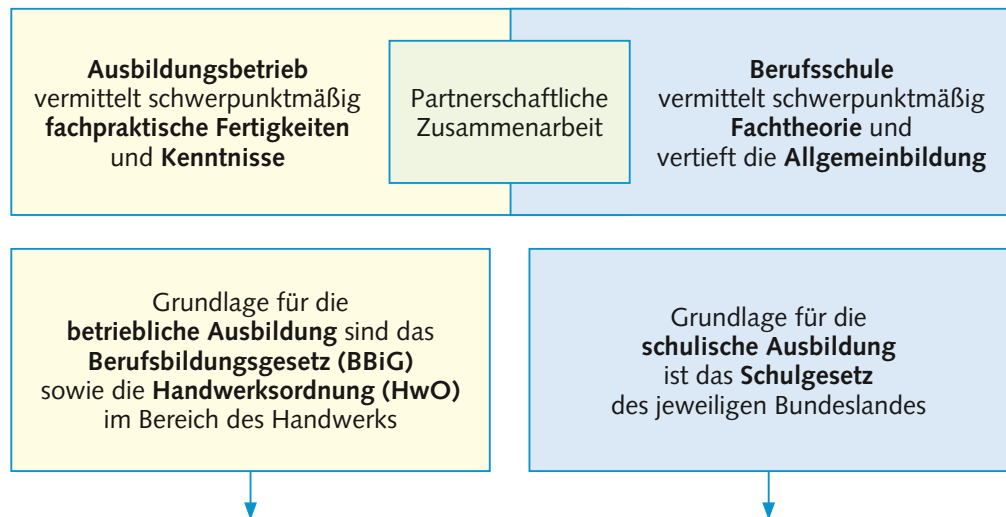 Ausbildungsbetrieb
vermittelt schwerpunktmäßig
fachpraktische Fertigkeiten
und Kenntnisse
Partnerschaftliche
Zusammenarbeit
Berufsschule
vermittelt schwerpunktmäßig
Fachtheorie und
vertieft die Allgemeinbildung
Grundlage für die
betriebliche Ausbildung sind das
Berufsbildungsgesetz (BBiG)
sowie die Handwerksordnung (HwO)
im Bereich des Handwerks
Grundlage für die
schulische Ausbildung
ist das Schulgesetz
des jeweiligen Bundeslandes